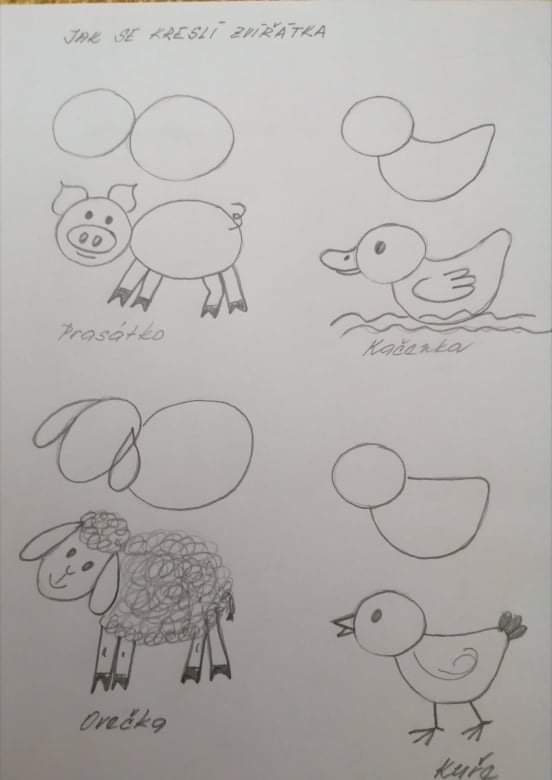 JAK SE KRESLÍ ZVÍŘÁTKA
Prasátko
Kačenka
Ovečka
Kuře